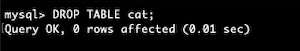 mysql> DROP TABLE cat;
Query OK, 0 rows affected (0.01 sec)